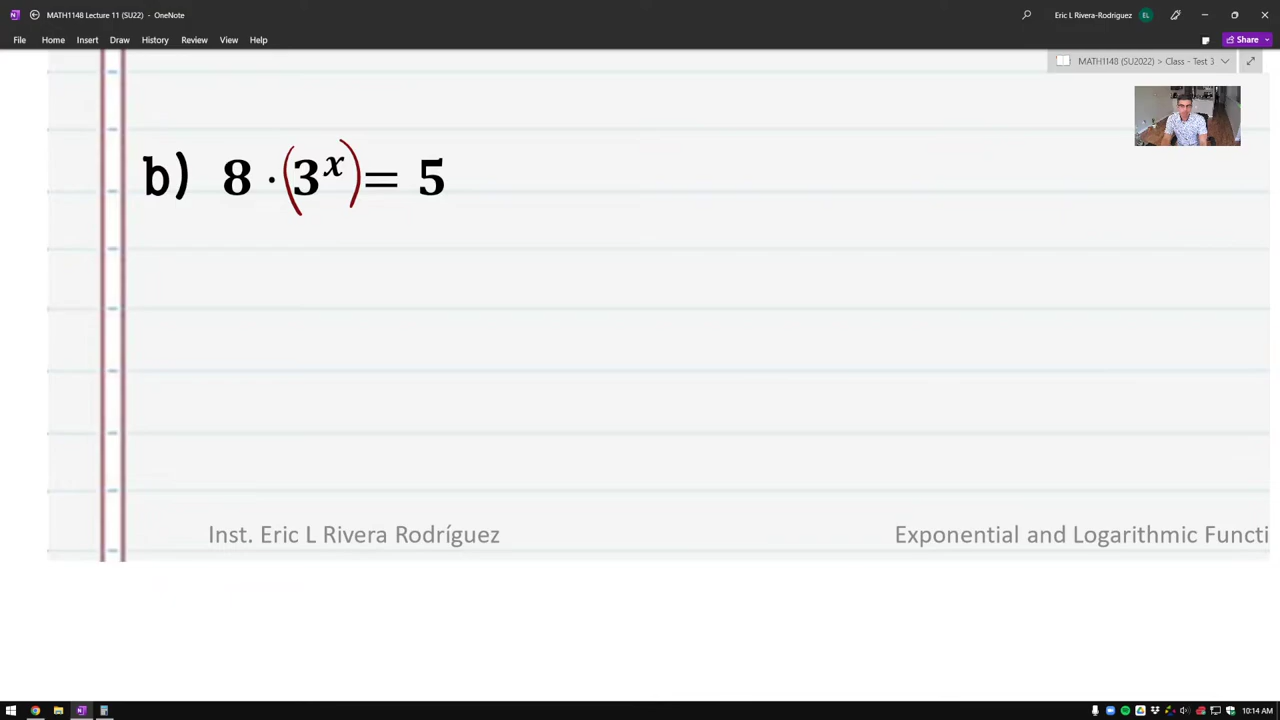 MATH1148 Lecture 11 (SU22) - OneNote
Eric L Rivera-Rodriguez EL
File Home Insert Draw History Review View Help
Share
MATH1148 (SU2022) > Class - Test 3
b) 8 · (3^x) = 5
Inst. Eric L Rivera Rodríguez
Exponential and Logarithmic Functi
10:14 AM